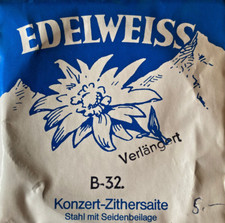 EDELWEISS
Verlängert
B-32.
Konzert-Zithersaite
Stahl mit Seidenbeilage
5.—